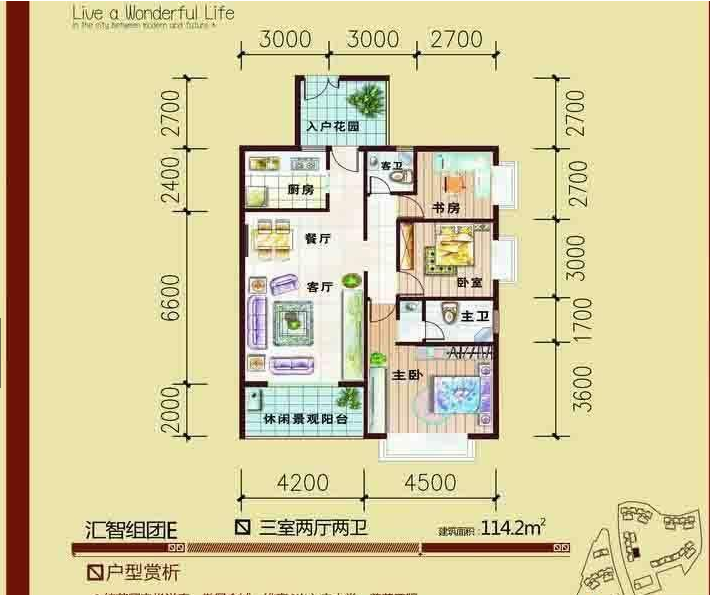 Live a Wonderful Life
in the city between modern and future
3000 3000 2700
2700
2400
6600
2000
入户花园
客卫
厨房
书房
餐厅
卧室
客厅
主卫
主卧
休闲景观阳台
2700
2700
3000
1700
3600
4200 4500
汇智组团E 三室两厅两卫 建筑面积:114.2m²
户型赏析